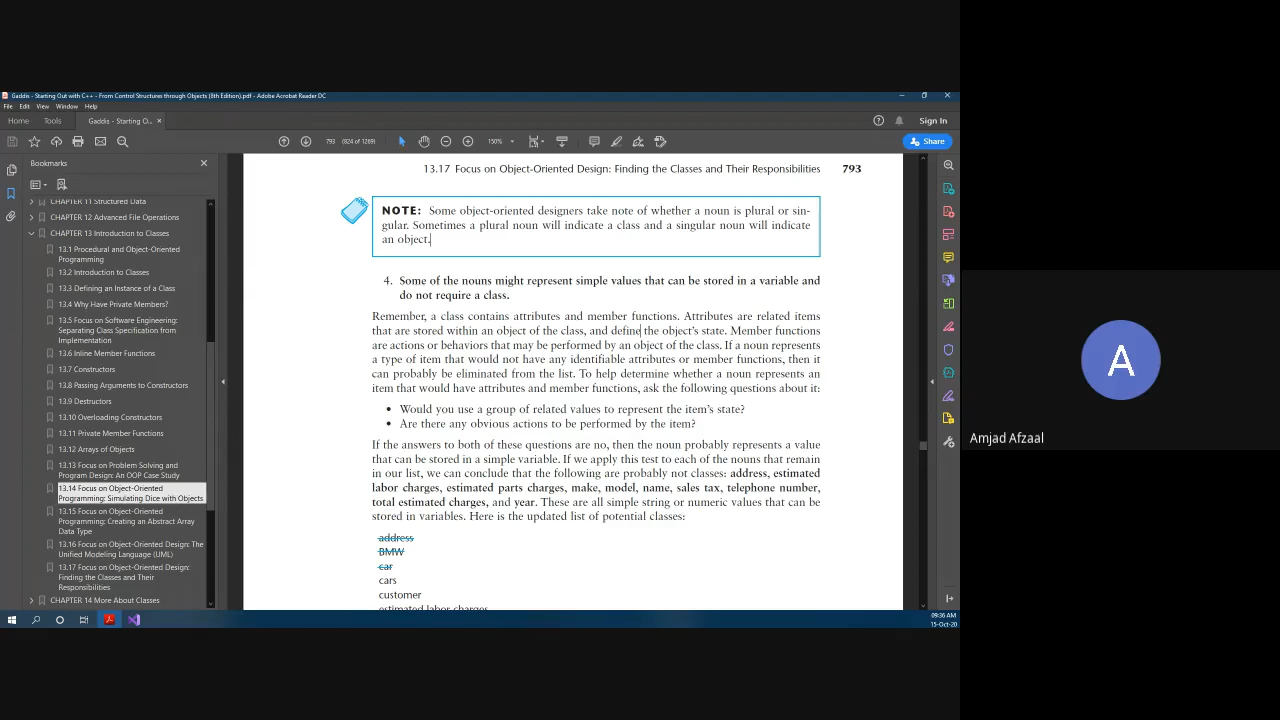 Gaddis - Starting Out with C++ - From Control Structures through Objects (8th Edition).pdf - Adobe Acrobat Reader DC
File Edit View Window Help
Home Tools Gaddis - Starting O... ×
Sign In
793 (824 of 1269) 150%
Share
Bookmarks
CHAPTER 11 Structured Data
CHAPTER 12 Advanced File Operations
CHAPTER 13 Introduction to Classes
13.1 Procedural and Object-Oriented
Programming
13.2 Introduction to Classes
13.3 Defining an Instance of a Class
13.4 Why Have Private Members?
13.5 Focus on Software Engineering:
Separating Class Specification from
Implementation
13.6 Inline Member Functions
13.7 Constructors
13.8 Passing Arguments to Constructors
13.9 Destructors
13.10 Overloading Constructors
13.11 Private Member Functions
13.12 Arrays of Objects
13.13 Focus on Problem Solving and
Program Design: An OOP Case Study
13.14 Focus on Object-Oriented
Programming: Simulating Dice with Objects
13.15 Focus on Object-Oriented
Programming: Creating an Abstract Array
Data Type
13.16 Focus on Object-Oriented Design: The
Unified Modeling Language (UML)
13.17 Focus on Object-Oriented Design:
Finding the Classes and Their
Responsibilities
CHAPTER 14 More About Classes
13.17 Focus on Object-Oriented Design: Finding the Classes and Their Responsibilities 793
NOTE: Some object-oriented designers take note of whether a noun is plural or sin-
gular. Sometimes a plural noun will indicate a class and a singular noun will indicate
an object.
4. Some of the nouns might represent simple values that can be stored in a variable and
do not require a class.
Remember, a class contains attributes and member functions. Attributes are related items
that are stored within an object of the class, and define the object's state. Member functions
are actions or behaviors that may be performed by an object of the class. If a noun represents
a type of item that would not have any identifiable attributes or member functions, then it
can probably be eliminated from the list. To help determine whether a noun represents an
item that would have attributes and member functions, ask the following questions about it:
• Would you use a group of related values to represent the item's state?
• Are there any obvious actions to be performed by the item?
If the answers to both of these questions are no, then the noun probably represents a value
that can be stored in a simple variable. If we apply this test to each of the nouns that remain
in our list, we can conclude that the following are probably not classes: address, estimated
labor charges, estimated parts charges, make, model, name, sales tax, telephone number,
total estimated charges, and year. These are all simple string or numeric values that can be
stored in variables. Here is the updated list of potential classes:
address
BMW
car
cars
customer
estimated labor charges
09:36 AM
15-Oct-20
A
Amjad Afzaal